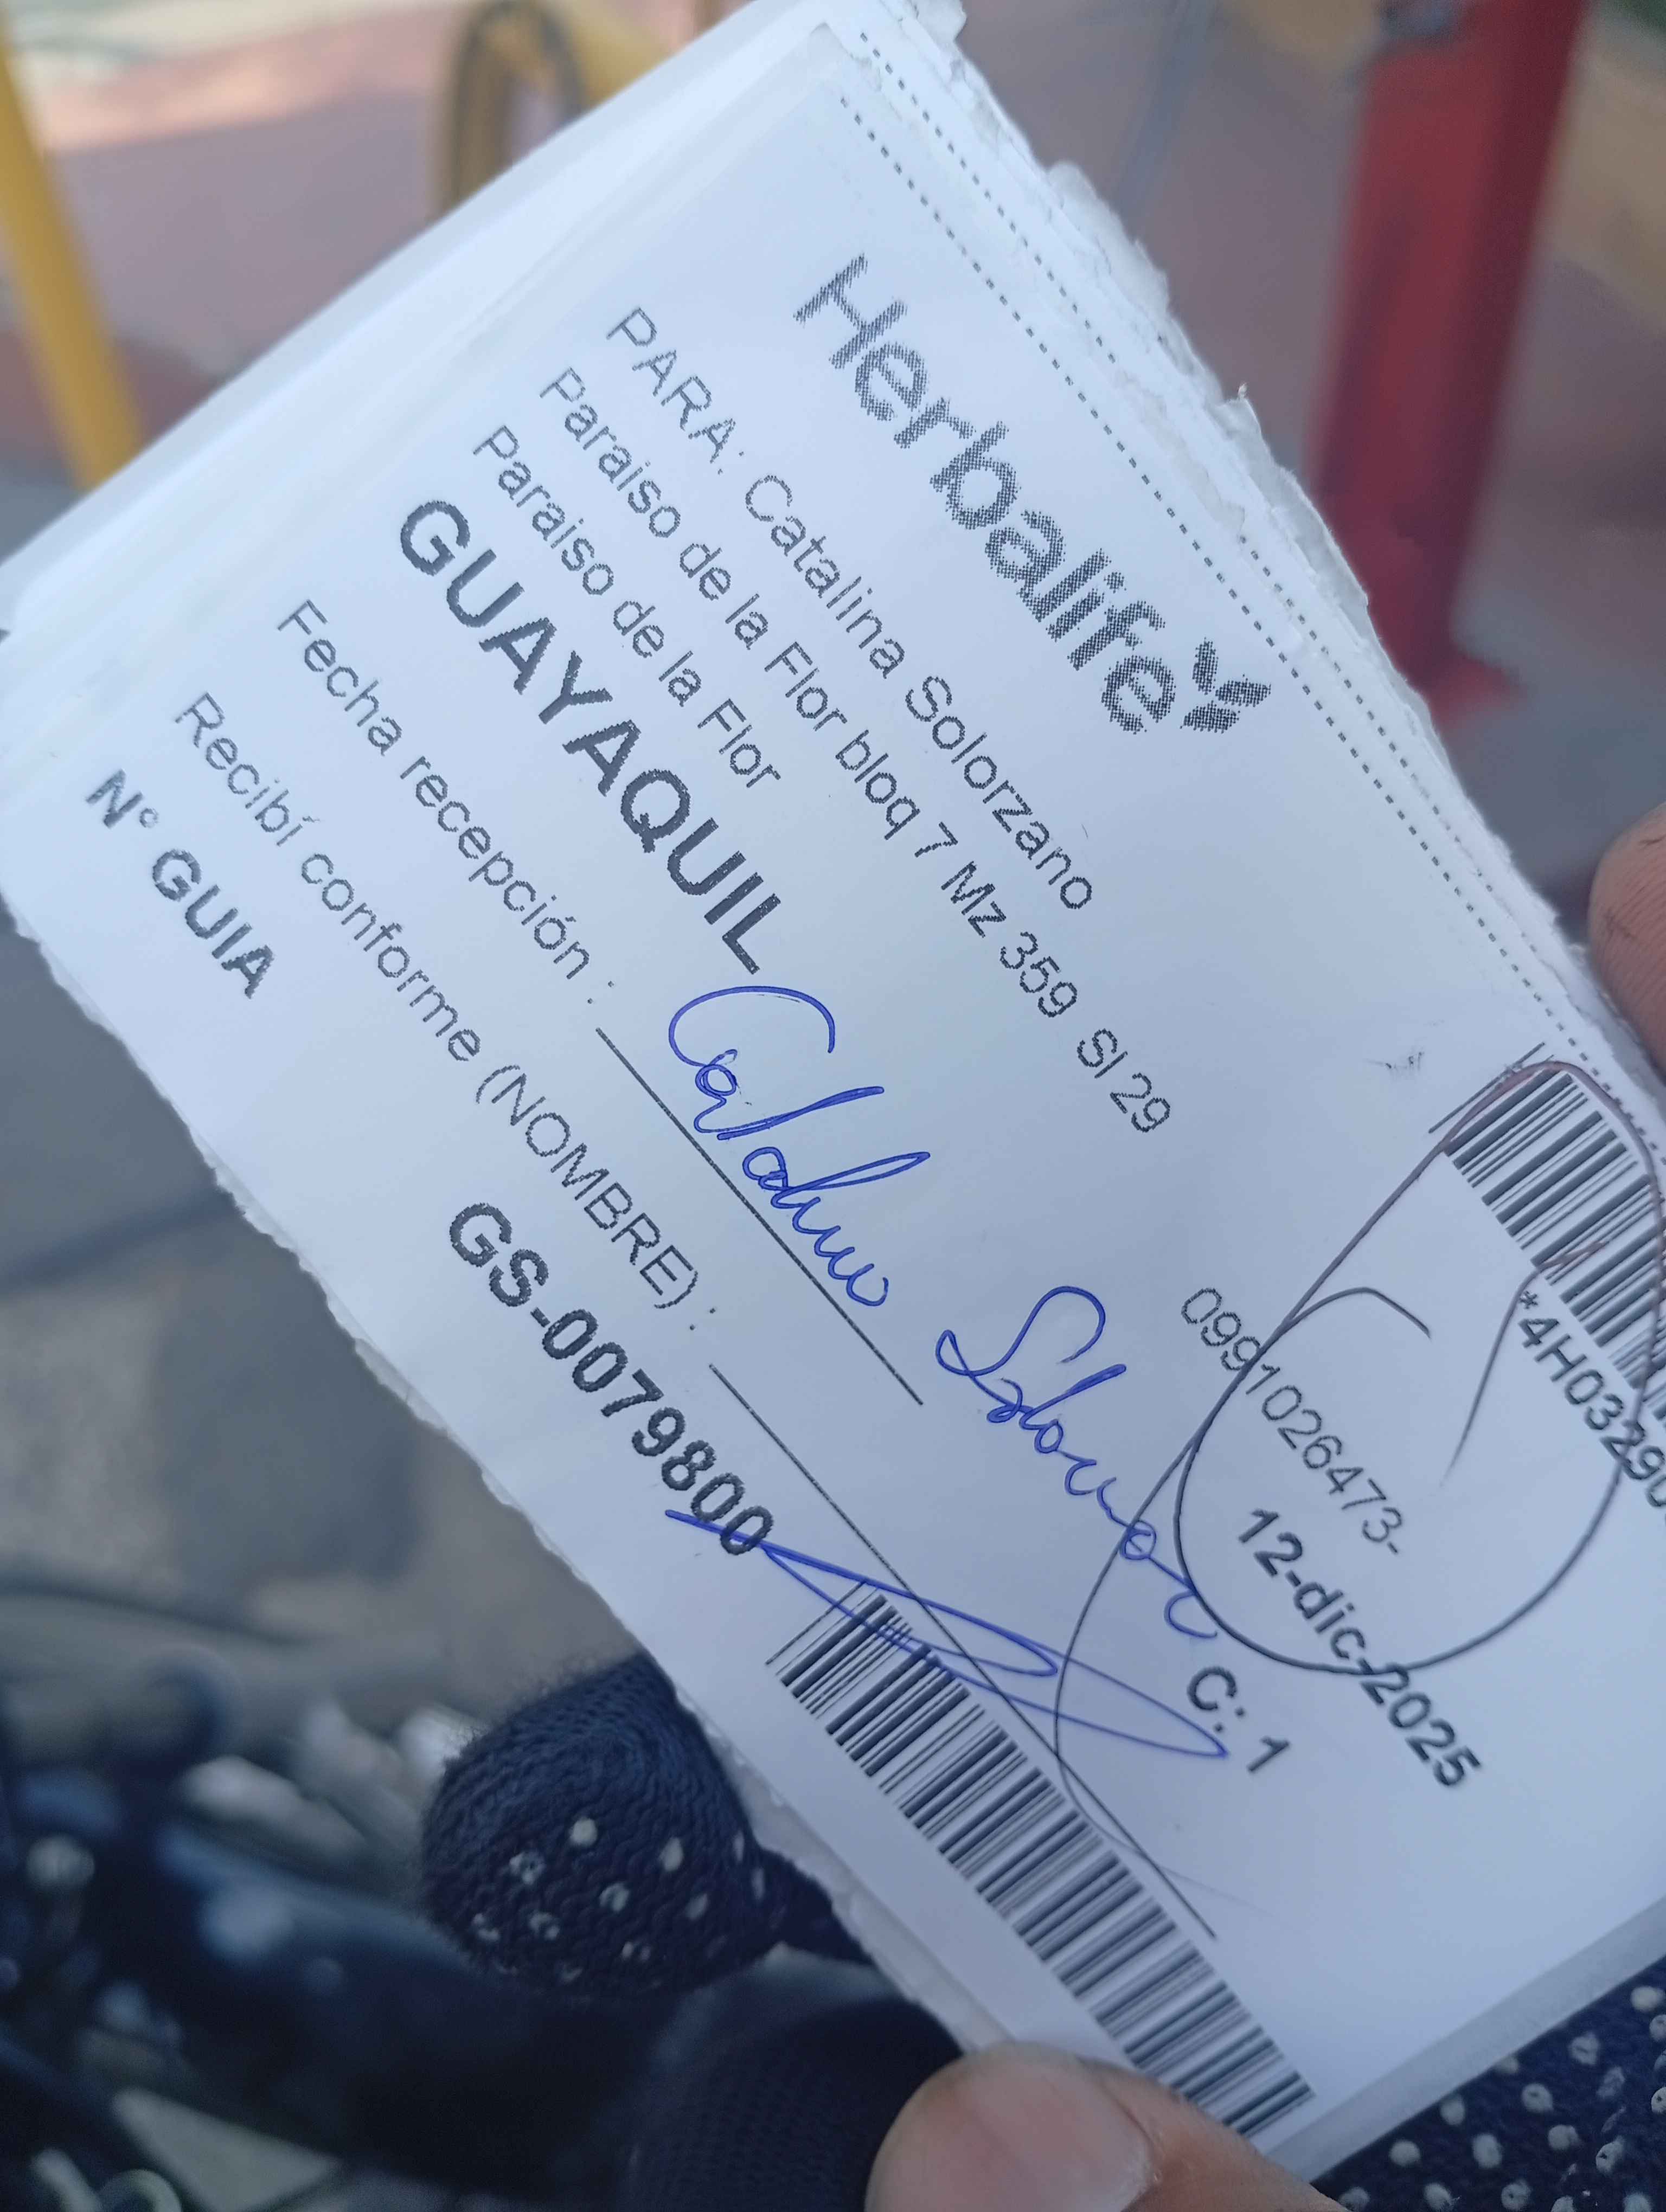 Herbalife
*4H03290
PARA: Catalina Solorzano
0991026473-
Paraiso de la Flor bloq 7 Mz 359 Sl 29
Paraiso de la Flor
12-dic-2025
GUAYAQUIL
C: 1
Fecha recepción :
Recibí conforme (NOMBRE) :
N° GUIA
GS-0079800